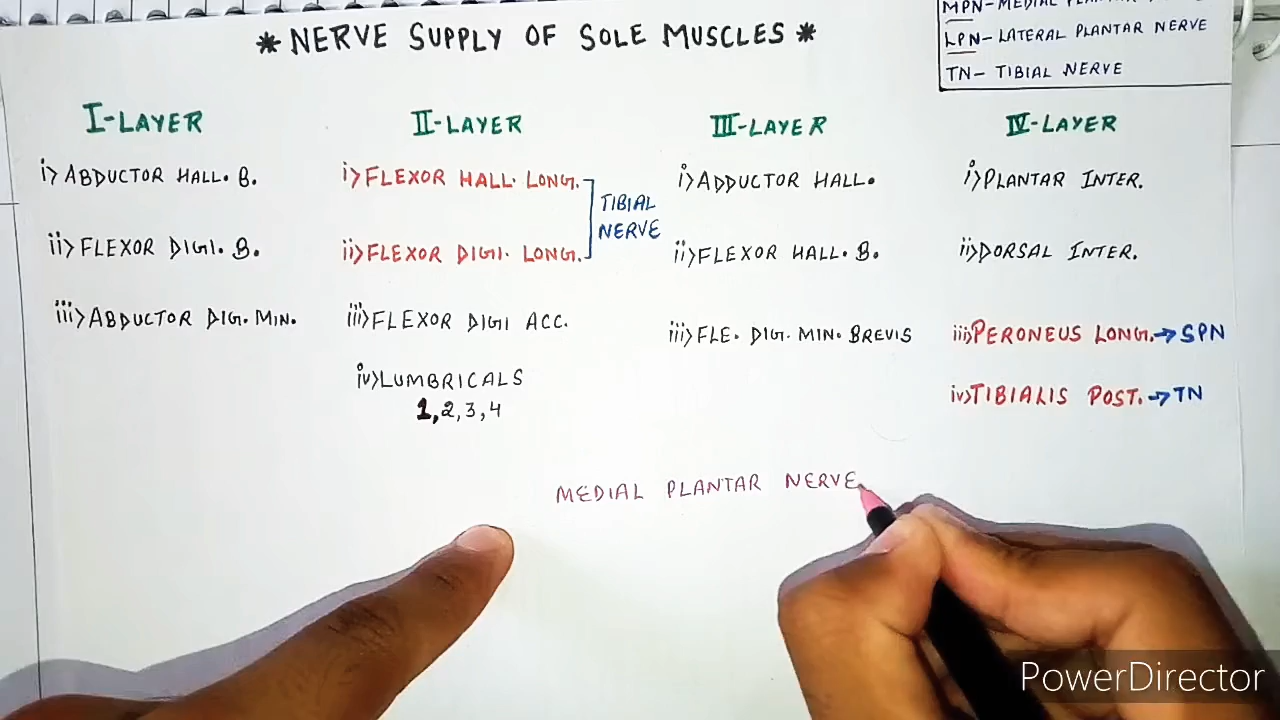 * NERVE SUPPLY OF SOLE MUSCLES *
MPN-MEDIAL
LPN-LATERAL PLANTAR NERVE
TN- TIBIAL NERVE
I-LAYER
i> ABDUCTOR HALL. B.
ii> FLEXOR DIGI. B.
iii> ABDUCTOR DIG. MIN.
II-LAYER
i> FLEXOR HALL. LONG.
ii> FLEXOR DIGI. LONG.
TIBIAL
NERVE
iii> FLEXOR DIGI ACC.
iv> LUMBRICALS
1, 2, 3, 4
III-LAYER
i> ADDUCTOR HALL.
ii> FLEXOR HALL. B.
iii> FLE. DIG. MIN. BREVIS
IV-LAYER
i> PLANTAR INTER.
ii> DORSAL INTER.
iii> PERONEUS LONG. → SPN
iv> TIBIALIS POST. → TN
MEDIAL PLANTAR NERVE
PowerDirector